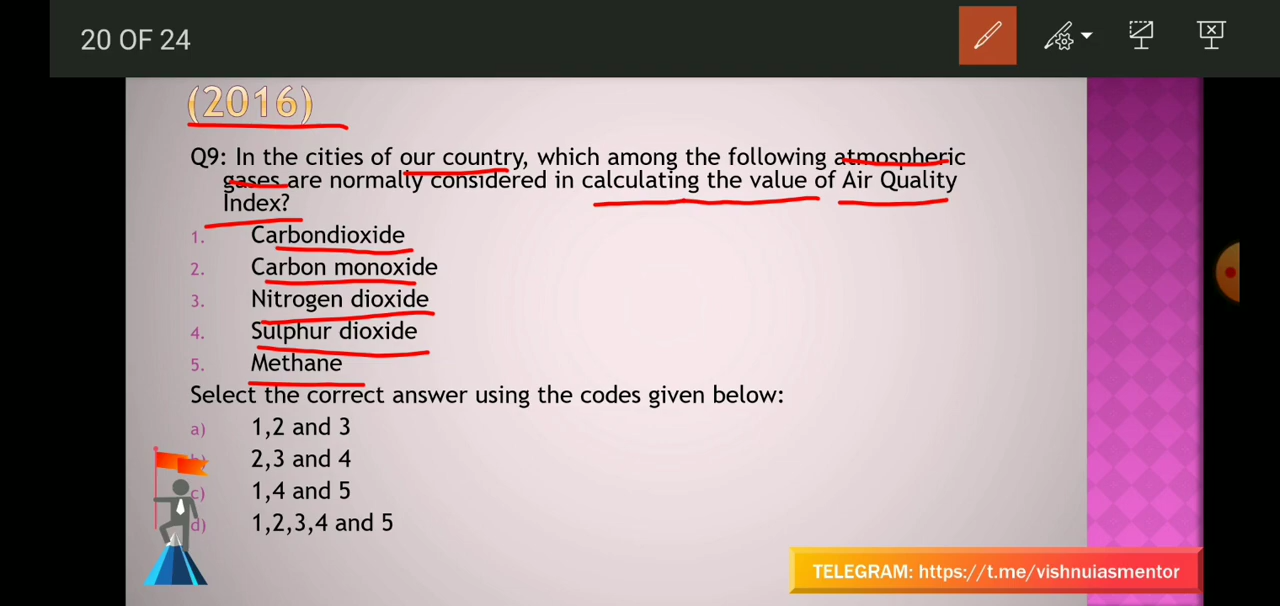 20 OF 24
(2016)
Q9: In the cities of our country, which among the following atmospheric
gases are normally considered in calculating the value of Air Quality
Index?
1. Carbondioxide
2. Carbon monoxide
3. Nitrogen dioxide
4. Sulphur dioxide
5. Methane
Select the correct answer using the codes given below:
a) 1,2 and 3
b) 2,3 and 4
c) 1,4 and 5
d) 1,2,3,4 and 5
TELEGRAM: https://t.me/vishnuiasmentor